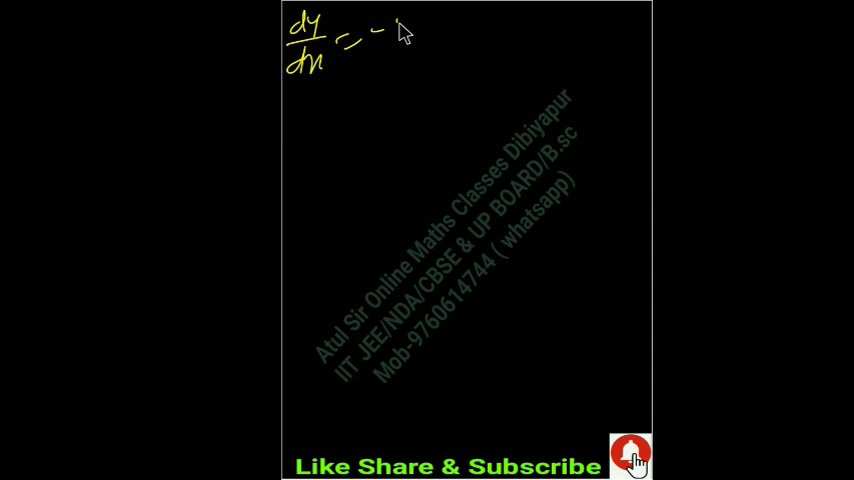 dy
dx = -
Atul Sir Online Maths Classes Dibiyapur
IIT JEE/NDA/CBSE & UP BOARD/B.sc
Mob-9760614744 ( whatsapp)
Like Share & Subscribe